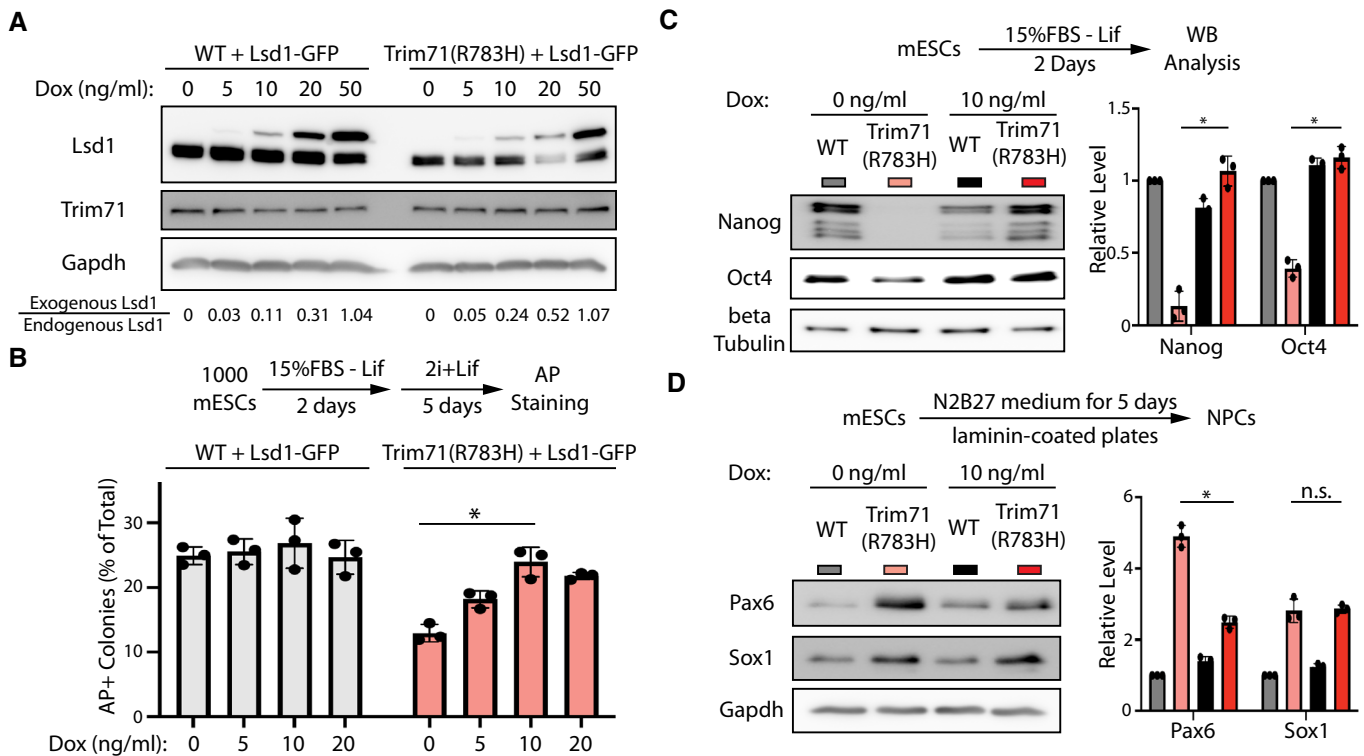 A
WT + Lsd1-GFP Trim71(R783H) + Lsd1-GFP
Dox (ng/ml): 0 5 10 20 50 0 5 10 20 50
Lsd1
Trim71
Gapdh
Exogenous Lsd1
Endogenous Lsd1
0 0.03 0.11 0.31 1.04 0 0.05 0.24 0.52 1.07
B
1000
mESCs
15%FBS - Lif
2 days
2i+Lif
5 days
AP
Staining
WT + Lsd1-GFP Trim71(R783H) + Lsd1-GFP
AP+ Colonies (% of Total)
30
20
10
0
*
Dox (ng/ml): 0 5 10 20 0 5 10 20
C
mESCs
15%FBS - Lif
2 Days
WB
Analysis
Dox: 0 ng/ml 10 ng/ml
WT
Trim71
(R783H)
WT
Trim71
(R783H)
Nanog
Oct4
beta
Tubulin
Relative Level
1.5
1
0.5
0
* *
Nanog Oct4
D
mESCs
N2B27 medium for 5 days
laminin-coated plates
NPCs
Dox: 0 ng/ml 10 ng/ml
WT
Trim71
(R783H)
WT
Trim71
(R783H)
Pax6
Sox1
Gapdh
Relative Level
6
4
2
0
* n.s.
Pax6 Sox1